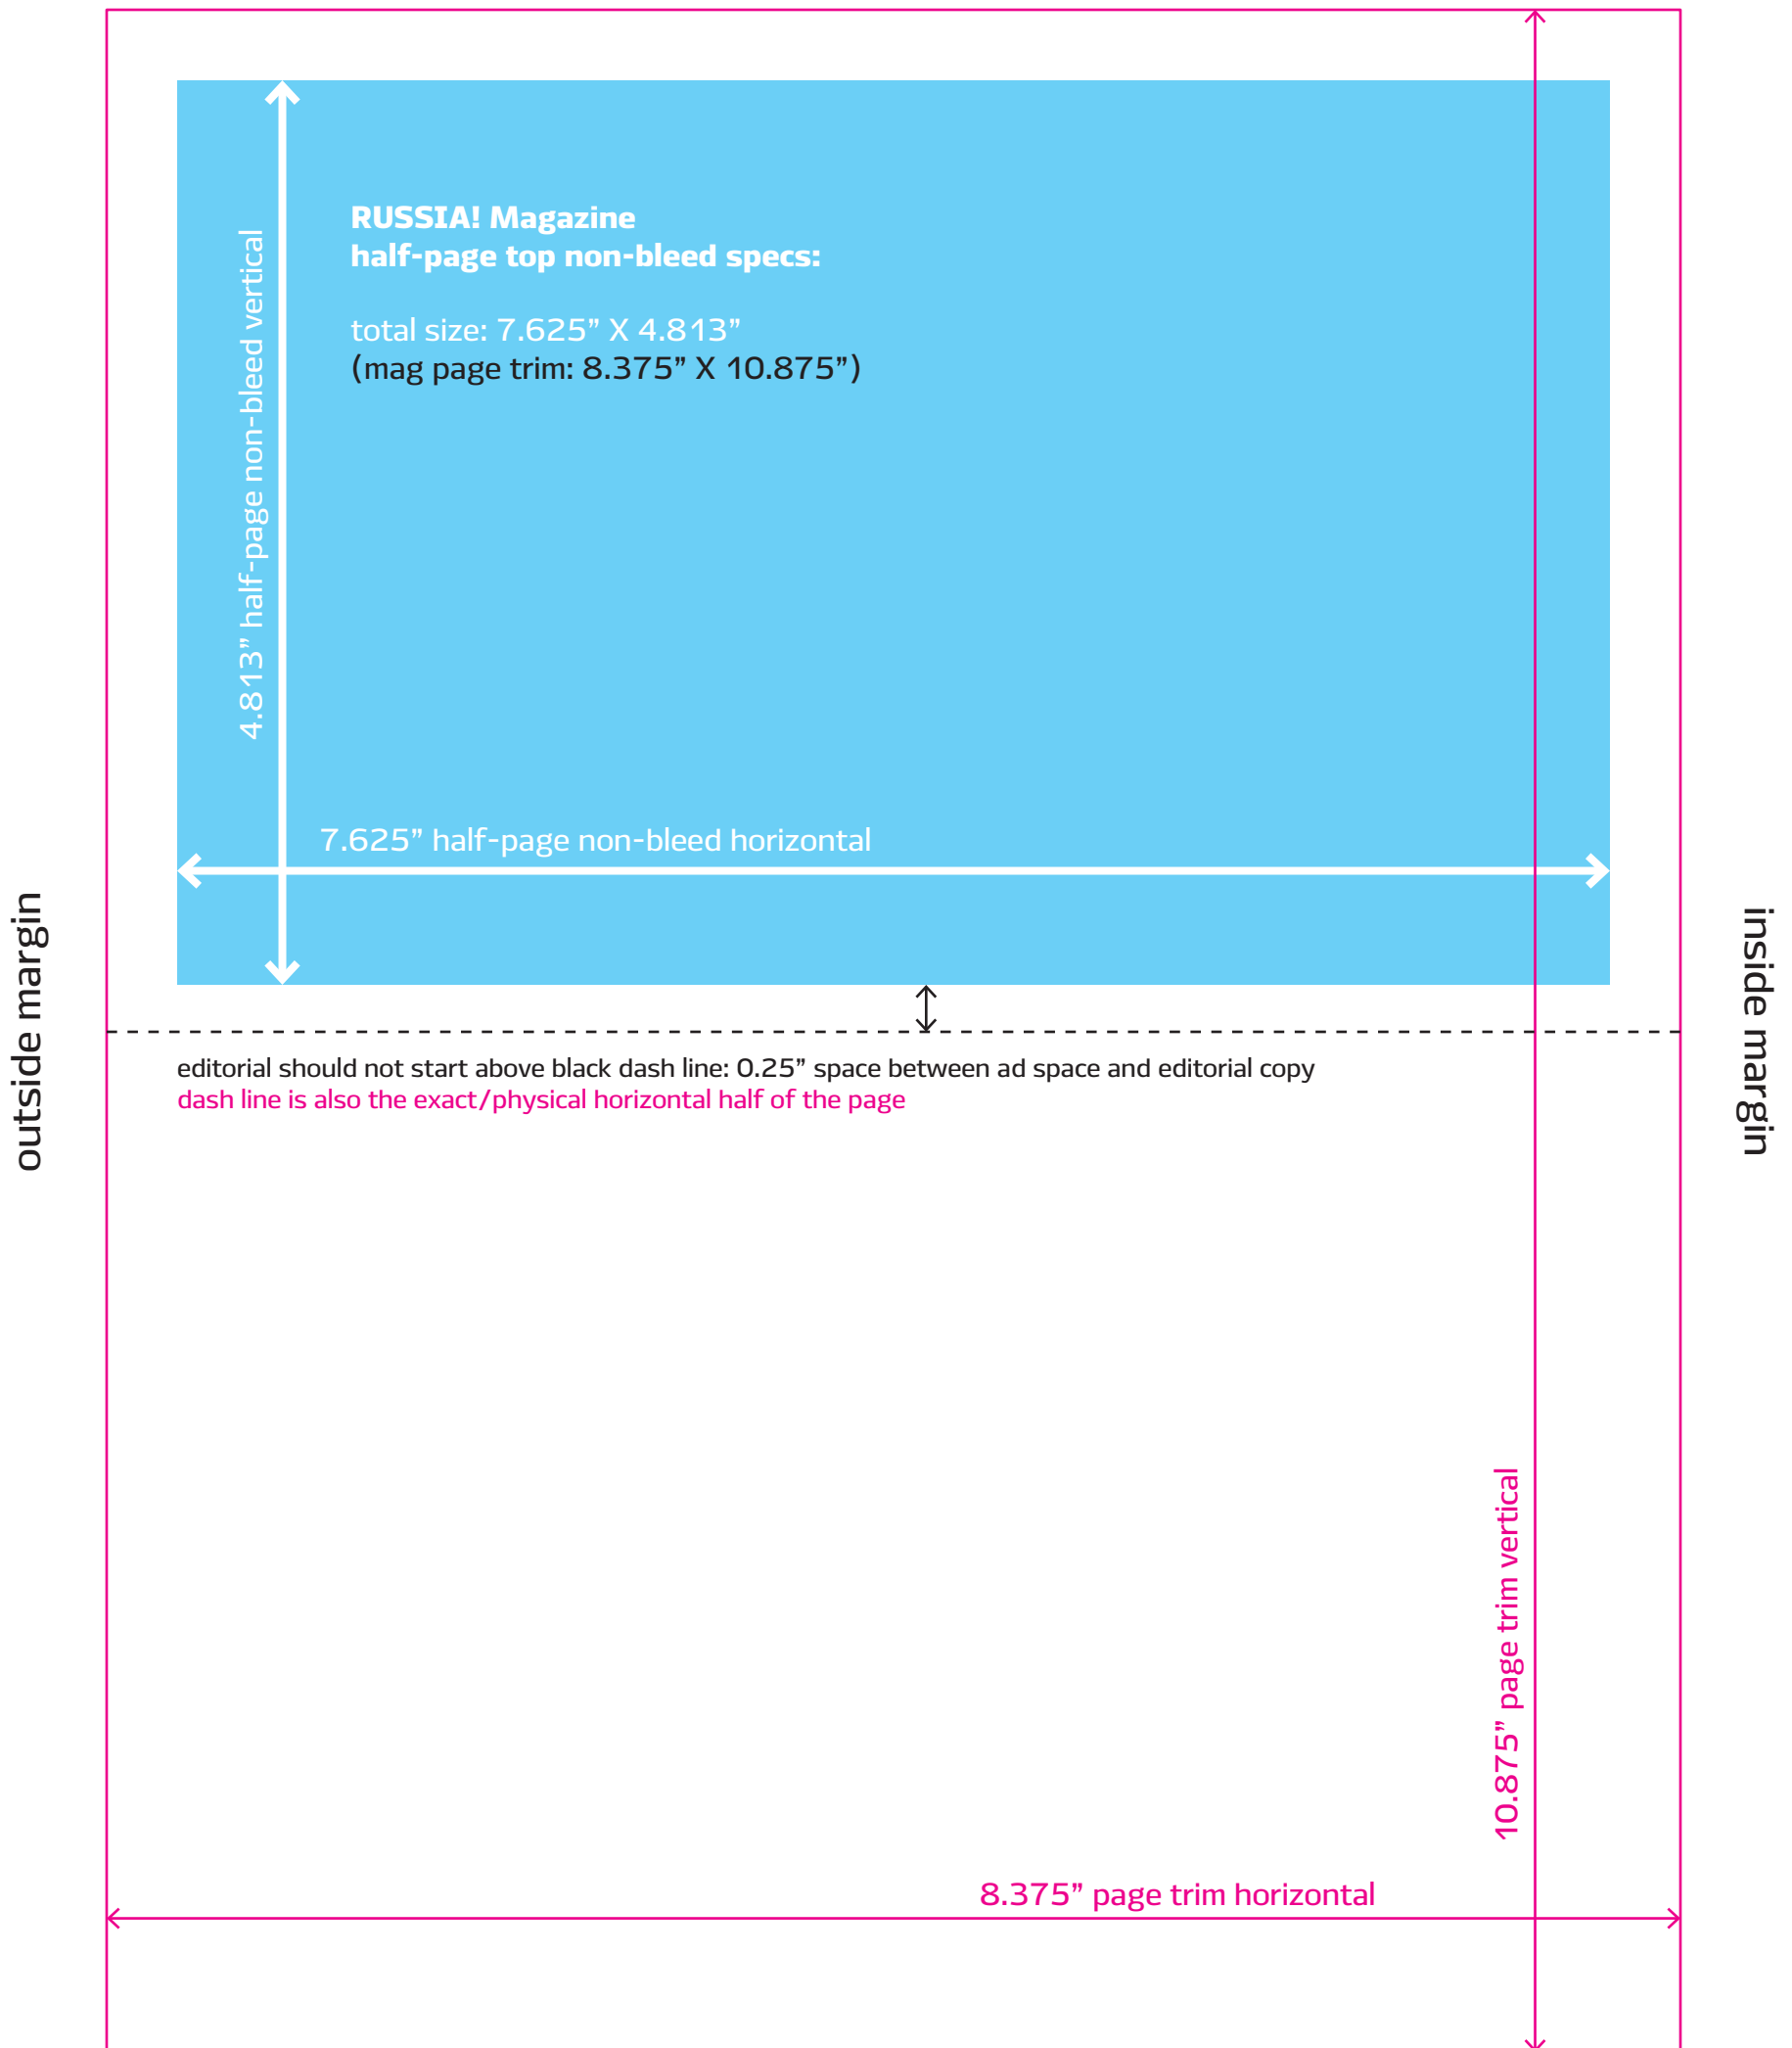 RUSSIA! Magazine
half-page top non-bleed specs:
total size: 7.625” X 4.813”
(mag page trim: 8.375” X 10.875”)
4.813” half-page non-bleed vertical
7.625” half-page non-bleed horizontal
outside margin
inside margin
editorial should not start above black dash line: 0.25” space between ad space and editorial copy
dash line is also the exact/physical horizontal half of the page
10.875” page trim vertical
8.375” page trim horizontal